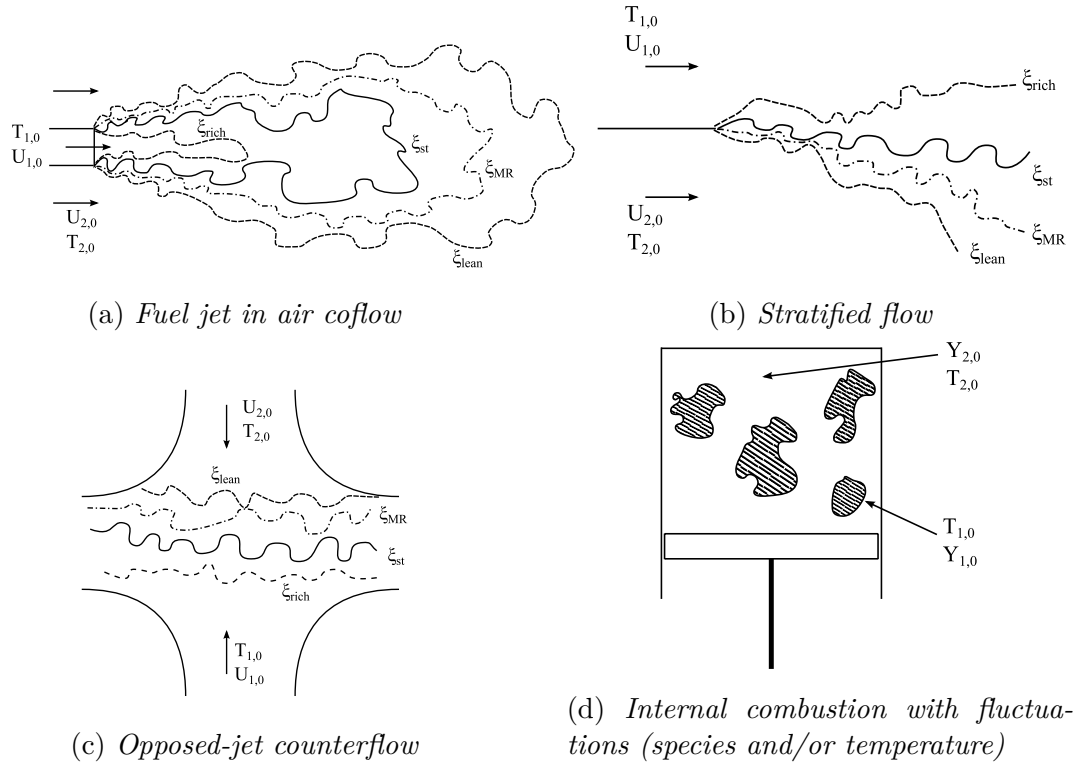 T1,0
U1,0
U2,0
T2,0
ξrich
ξst
ξMR
ξlean
(a) Fuel jet in air coflow
T1,0
U1,0
U2,0
T2,0
ξrich
ξst
ξMR
ξlean
(b) Stratified flow
U2,0
T2,0
ξlean
ξMR
ξst
ξrich
T1,0
U1,0
(c) Opposed-jet counterflow
Y2,0
T2,0
T1,0
Y1,0
(d) Internal combustion with fluctua-
tions (species and/or temperature)